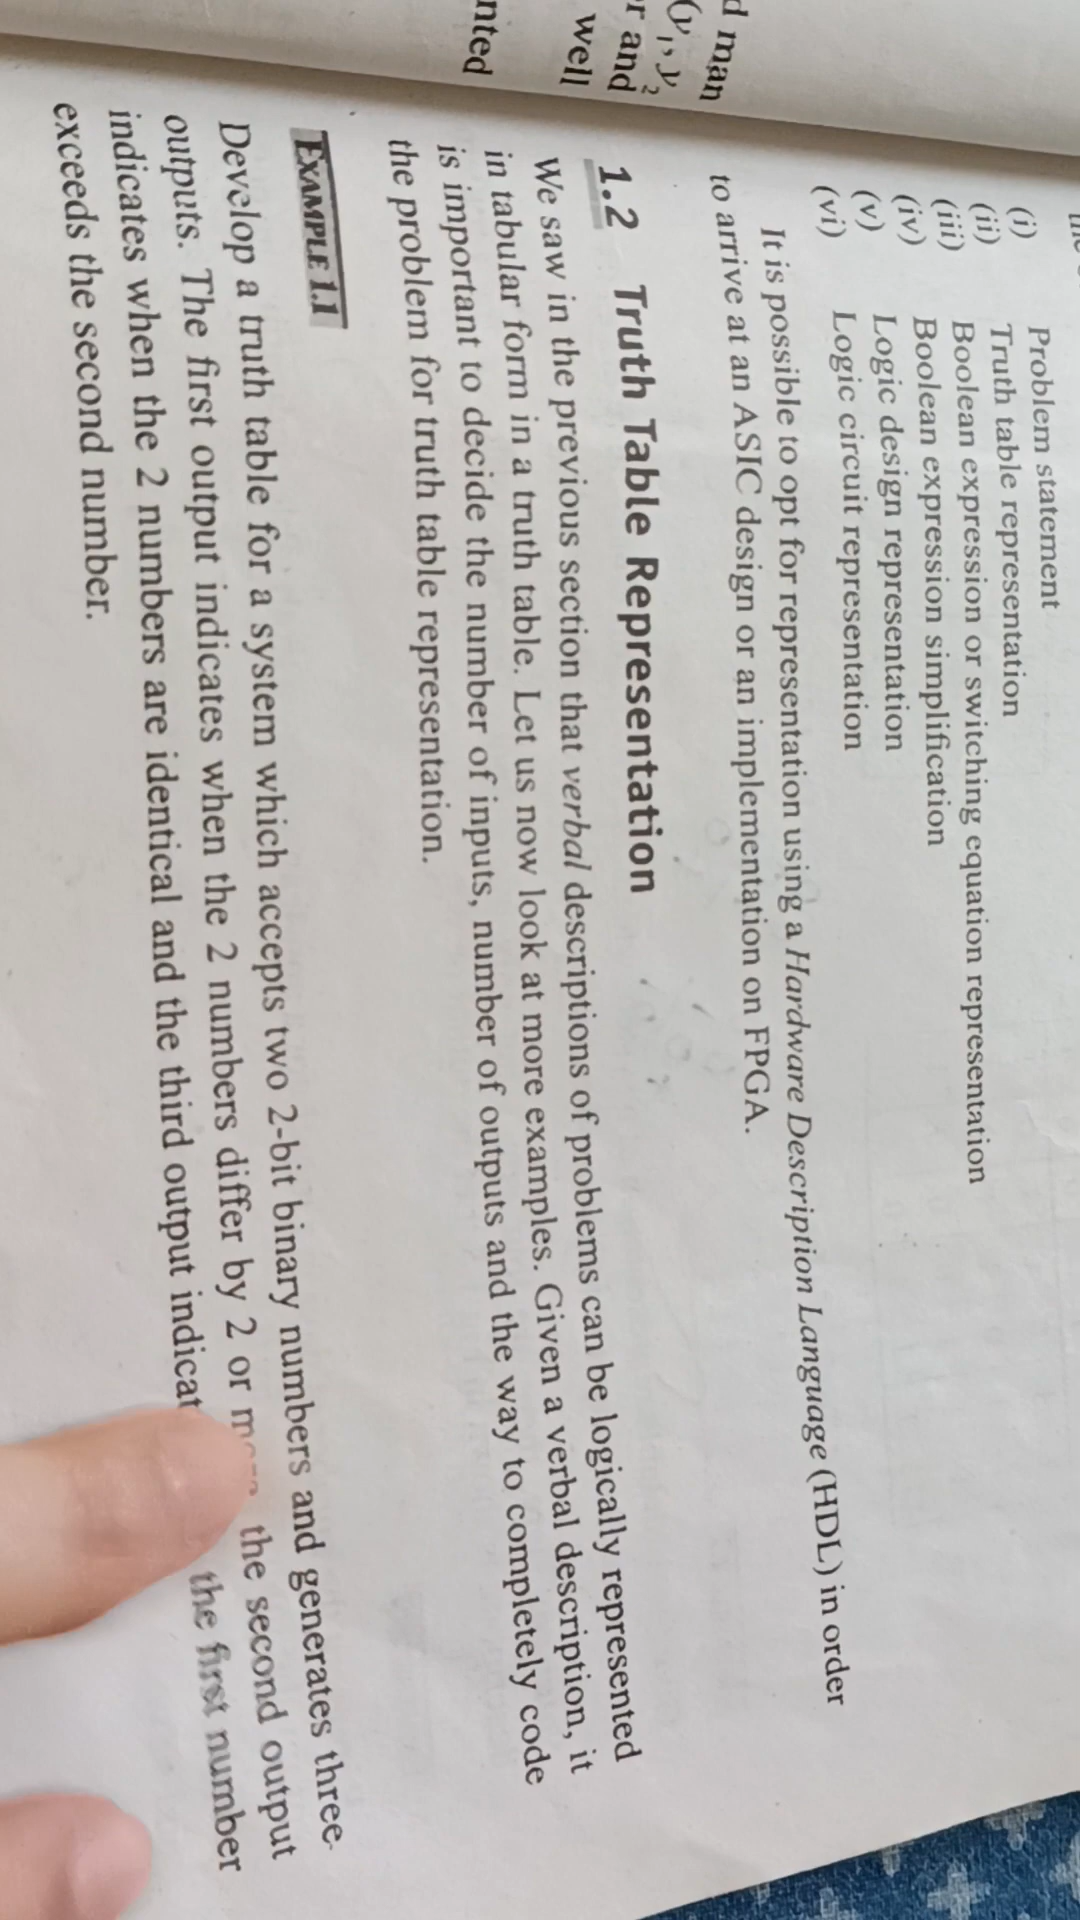 d man
(y₁, y₂
r and
well
nted
(i) Problem statement
(ii) Truth table representation
(iii) Boolean expression or switching equation representation
(iv) Boolean expression simplification
(v) Logic design representation
(vi) Logic circuit representation
It is possible to opt for representation using a Hardware Description Language (HDL) in order
to arrive at an ASIC design or an implementation on FPGA.
1.2 Truth Table Representation
We saw in the previous section that verbal descriptions of problems can be logically represented
in tabular form in a truth table. Let us now look at more examples. Given a verbal description, it
is important to decide the number of inputs, number of outputs and the way to completely code
the problem for truth table representation.
EXAMPLE 1.1
Develop a truth table for a system which accepts two 2-bit binary numbers and generates three
outputs. The first output indicates when the 2 numbers differ by 2 or more the second output
indicates when the 2 numbers are identical and the third output indicat the first number
exceeds the second number.